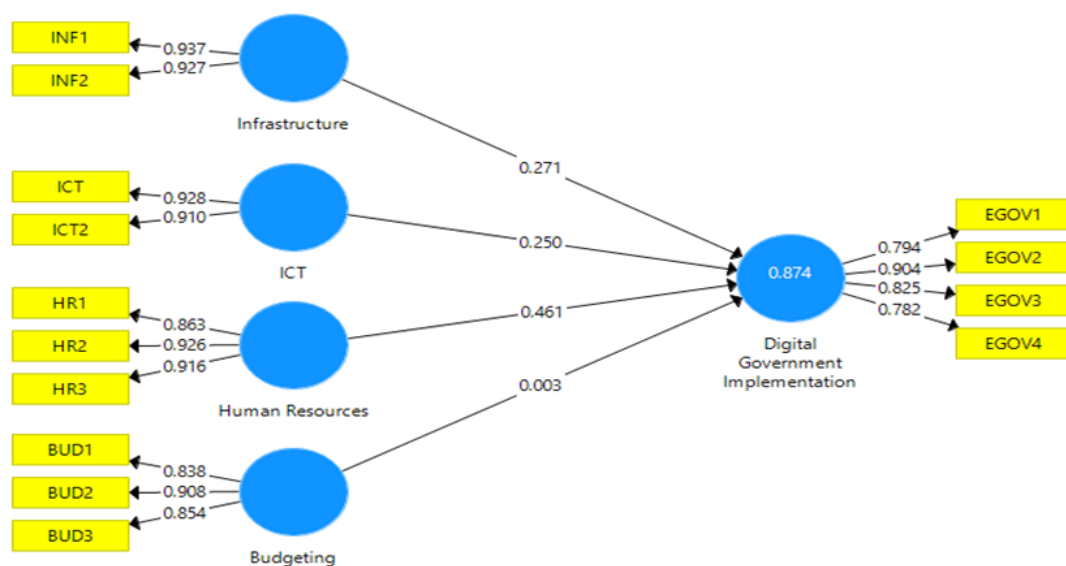 INF1
0.937
INF2
0.927
Infrastructure
0.271
ICT
0.928
ICT2
0.910
ICT
0.250
HR1
0.863
HR2
0.926
HR3
0.916
Human Resources
0.461
BUD1
0.838
BUD2
0.908
BUD3
0.854
Budgeting
0.003
0.874
Digital
Government
Implementation
EGOV1
0.794
EGOV2
0.904
EGOV3
0.825
EGOV4
0.782